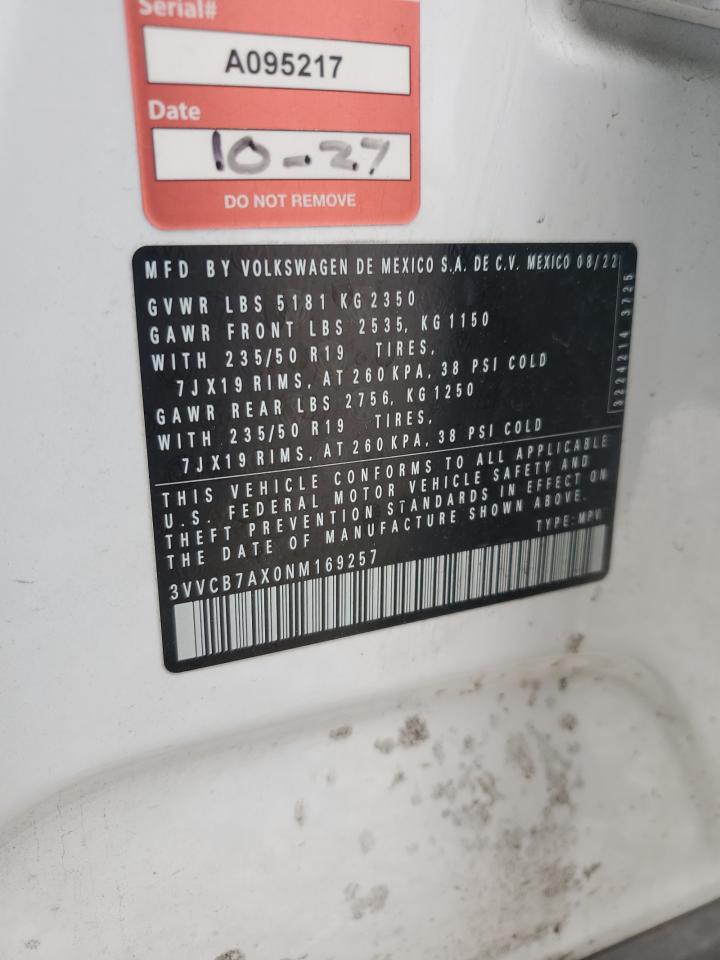 Serial#
A095217
Date
10-27
DO NOT REMOVE
MFD BY VOLKSWAGEN DE MEXICO S.A. DE C.V. MEXICO 08/22
GVWR LBS 5181 KG 2350
GAWR FRONT LBS 2535, KG 1150
WITH 235/50 R19 TIRES,
7JX19 RIMS, AT 260 KPA, 38 PSI COLD
GAWR REAR LBS 2756, KG 1250
WITH 235/50 R19 TIRES,
7JX19 RIMS, AT 260 KPA, 38 PSI COLD
3224214 3725
THIS VEHICLE CONFORMS TO ALL APPLICABLE
U.S. FEDERAL MOTOR VEHICLE SAFETY AND
THEFT PREVENTION STANDARDS IN EFFECT ON
THE DATE OF MANUFACTURE SHOWN ABOVE.
TYPE: MPV
3VVCB7AX0NM169257